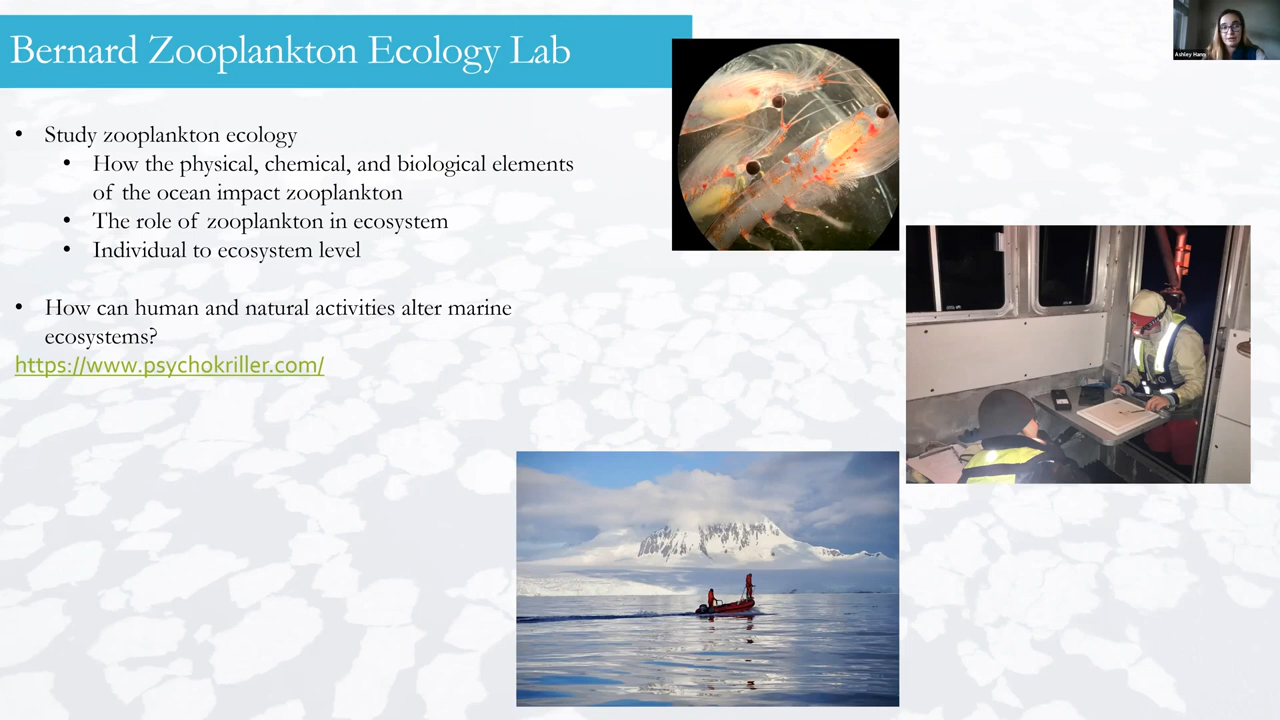 Bernard Zooplankton Ecology Lab
Ashley Hann
• Study zooplankton ecology
• How the physical, chemical, and biological elements
of the ocean impact zooplankton
• The role of zooplankton in ecosystem
• Individual to ecosystem level
• How can human and natural activities alter marine
ecosystems?
https://www.psychokriller.com/